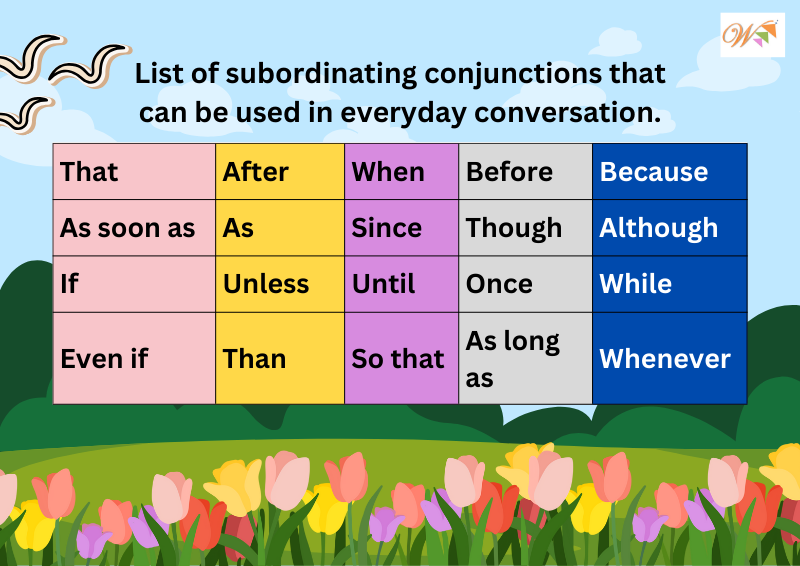 List of subordinating conjunctions that
can be used in everyday conversation.
That After When Before Because
As soon as As Since Though Although
If Unless Until Once While
Even if Than So that As long as Whenever
W